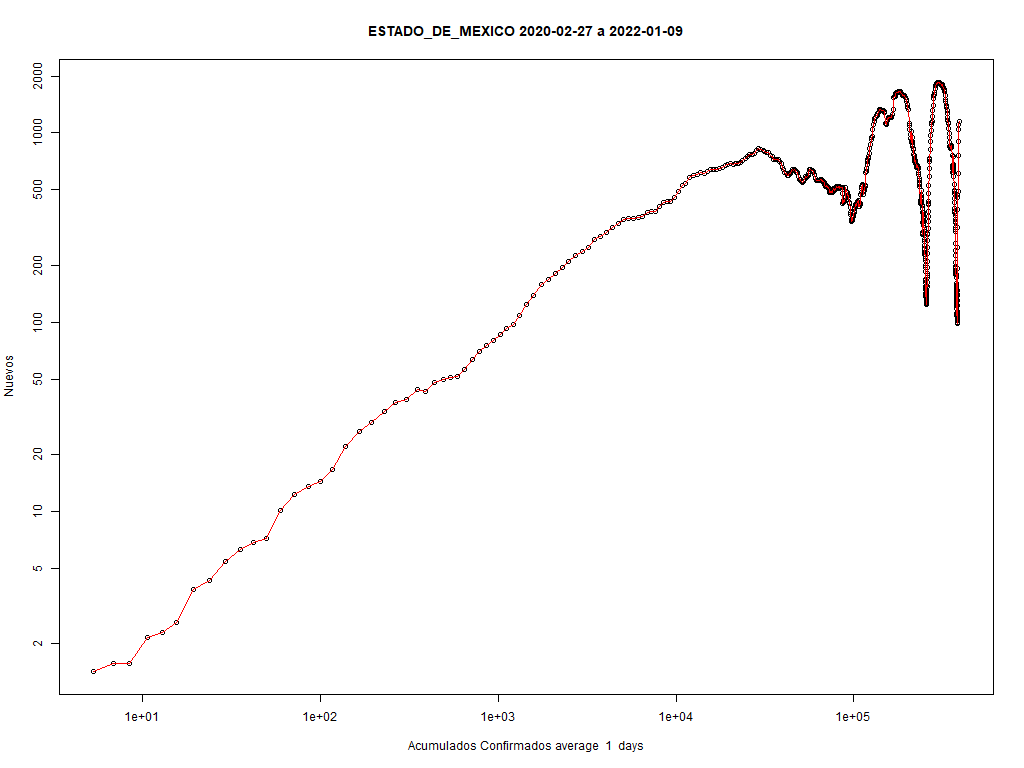 ESTADO_DE_MEXICO 2020-02-27 a 2022-01-09
2000
1000
500
200
100
50
20
10
5
2
Nuevos
1e+01 1e+02 1e+03 1e+04 1e+05
Acumulados Confirmados average 1 days